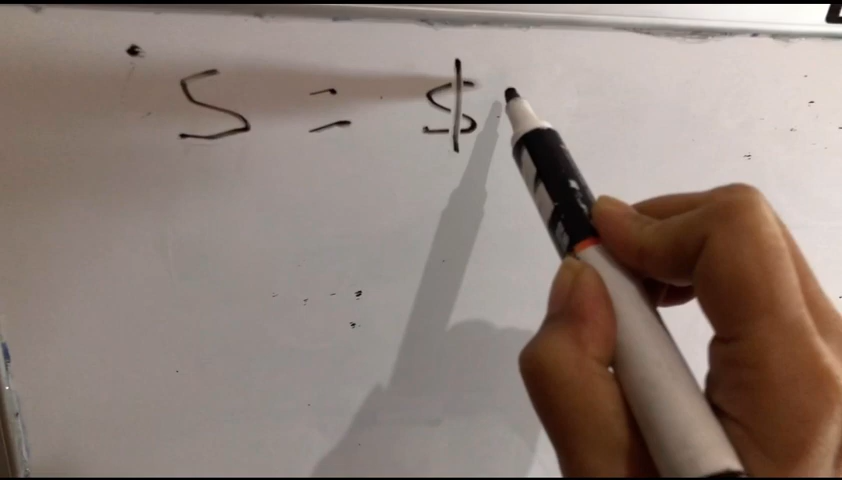 S = $